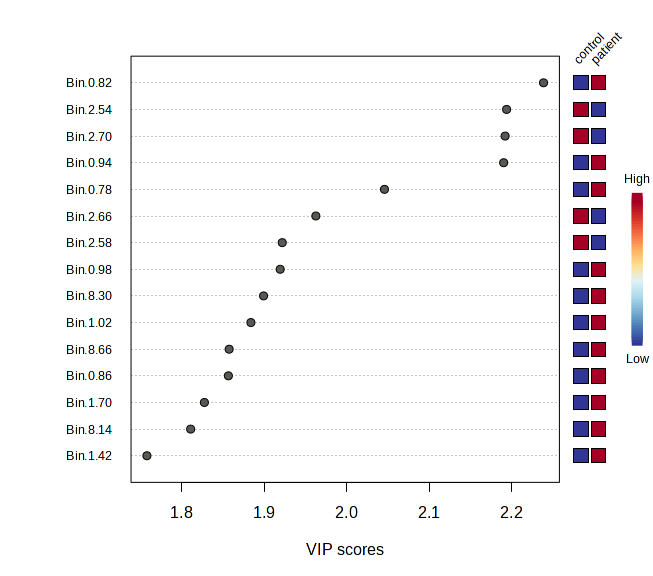 control
patient
Bin.0.82
Bin.2.54
Bin.2.70
Bin.0.94
Bin.0.78
Bin.2.66
Bin.2.58
Bin.0.98
Bin.8.30
Bin.1.02
Bin.8.66
Bin.0.86
Bin.1.70
Bin.8.14
Bin.1.42
High
Low
1.8 1.9 2.0 2.1 2.2
VIP scores